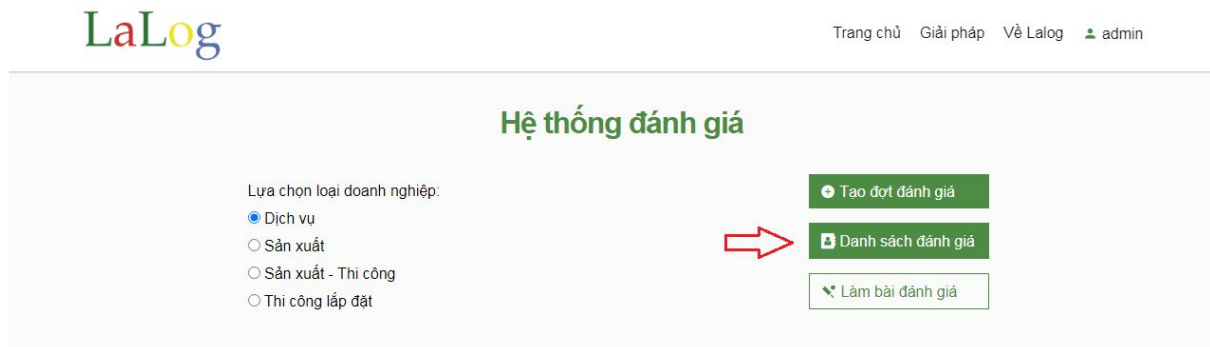 LaLog
Trang chủ Giải pháp Về Lalog admin
Hệ thống đánh giá
Lựa chọn loại doanh nghiệp:
Dịch vụ
Sản xuất
Sản xuất - Thi công
Thi công lắp đặt
Tạo đợt đánh giá
Danh sách đánh giá
Làm bài đánh giá